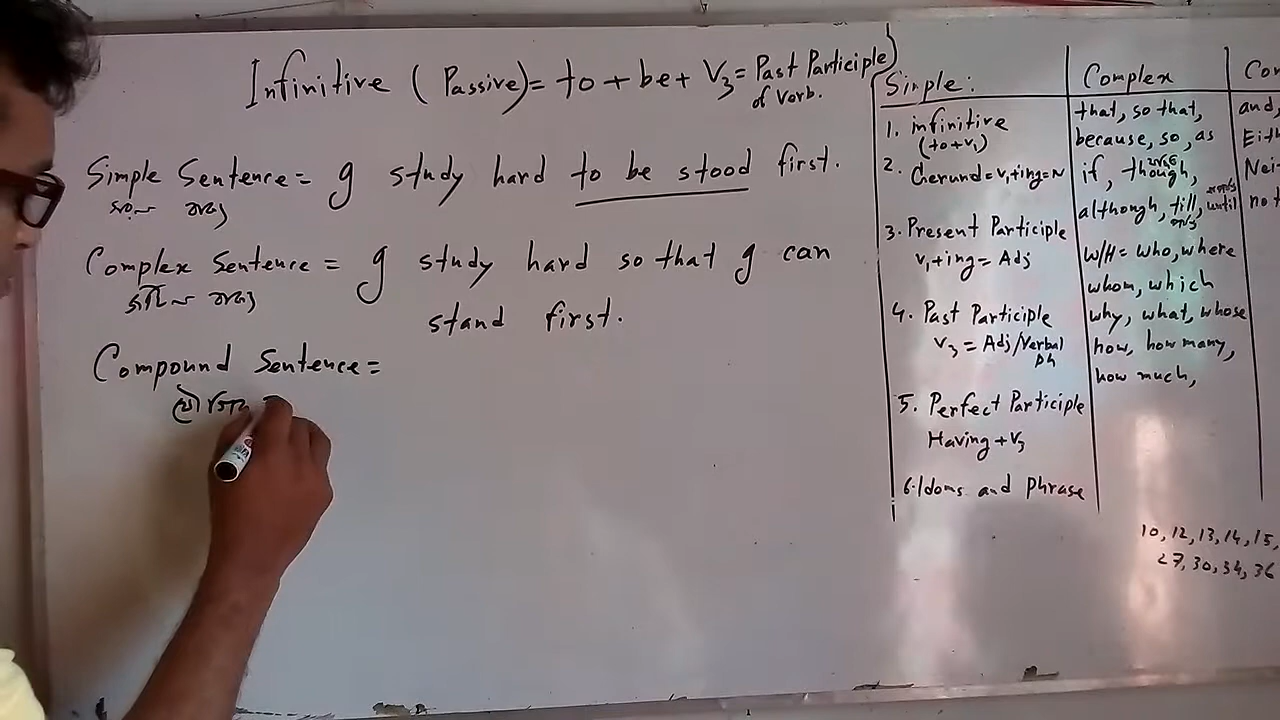 Infinitive (Passive)= to + be + V3 = Past Participle
of Verb.
Simple Sentence = I study hard to be stood first.
সরল বাক্য
Complex Sentence = I study hard so that I can
জটিল বাক্য
stand first.
Compound Sentence =
যৌগিক
Simple:
1. infinitive
(to+v1)
2. Gerund = v1+ing = N
3. Present Participle
v1+ing = Adj
4. Past Participle
v3 = Adj/Verbal
Ph
5. Perfect Participle
Having + v3
6. Idoms and Phrase
Complex
that, so that,
because, so, as
if, though,
although, till, until
W/H = who, where
whom, which
why, what, whose
how, how many,
how much,
Com
and,
Eith
Nei-
not
10, 12, 13, 14, 15,
27, 30, 34, 36